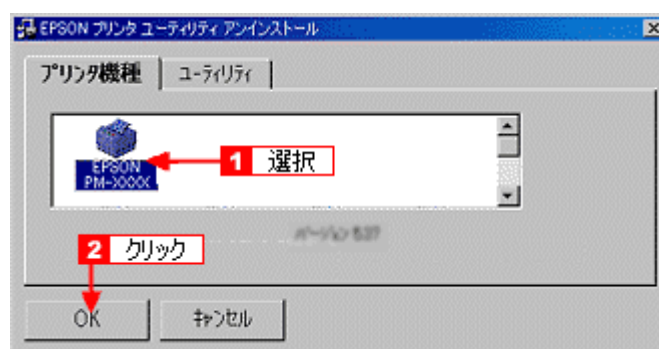 EPSON プリンタ ユーティリティ アンインストール
プリンタ機種 ユーティリティ
EPSON
PM-XXXX
1 選択
2 クリック
OK キャンセル